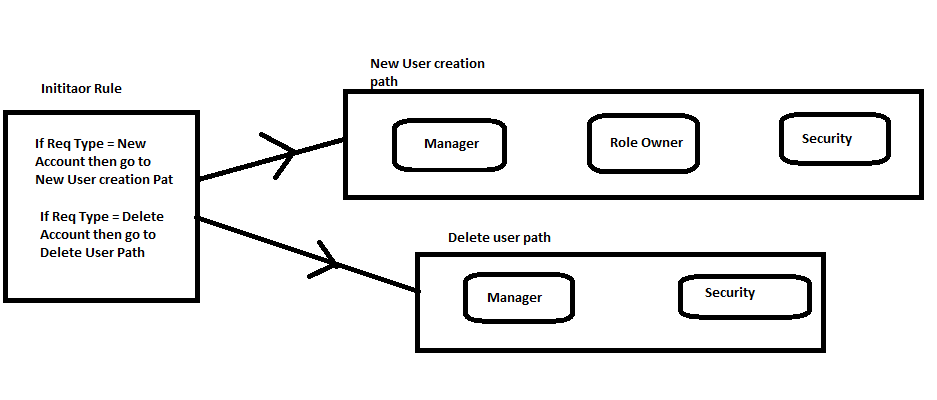 Inititaor Rule
If Req Type = New
Account then go to
New User creation Pat
If Req Type = Delete
Account then go to
Delete User Path
New User creation
path
Manager
Role Owner
Security
Delete user path
Manager
Security